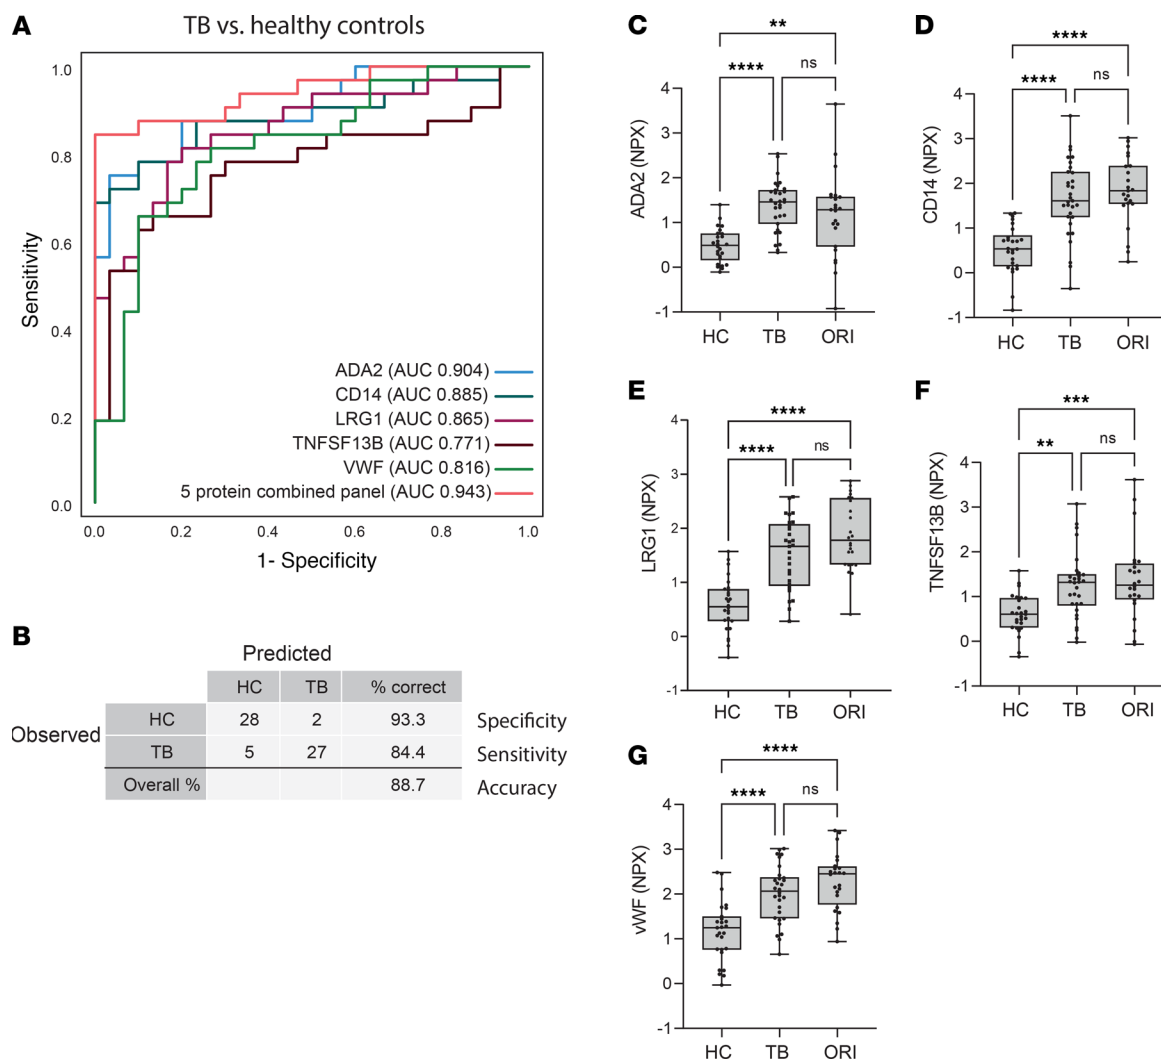 A
TB vs. healthy controls
1.0
0.8
0.6
0.4
0.2
0.0
Sensitivity
ADA2 (AUC 0.904)
CD14 (AUC 0.885)
LRG1 (AUC 0.865)
TNFSF13B (AUC 0.771)
VWF (AUC 0.816)
5 protein combined panel (AUC 0.943)
0.0 0.2 0.4 0.6 0.8 1.0
1- Specificity
B
Predicted
HC TB % correct
Observed
HC 28 2 93.3 Specificity
TB 5 27 84.4 Sensitivity
Overall % 88.7 Accuracy
C
**
**** ns
4
3
2
1
0
-1
ADA2 (NPX)
HC TB ORI
D
****
**** ns
4
3
2
1
0
-1
CD14 (NPX)
HC TB ORI
E
****
**** ns
4
3
2
1
0
-1
LRG1 (NPX)
HC TB ORI
F
***
** ns
4
3
2
1
0
-1
TNFSF13B (NPX)
HC TB ORI
G
****
**** ns
4
3
2
1
0
-1
vWF (NPX)
HC TB ORI